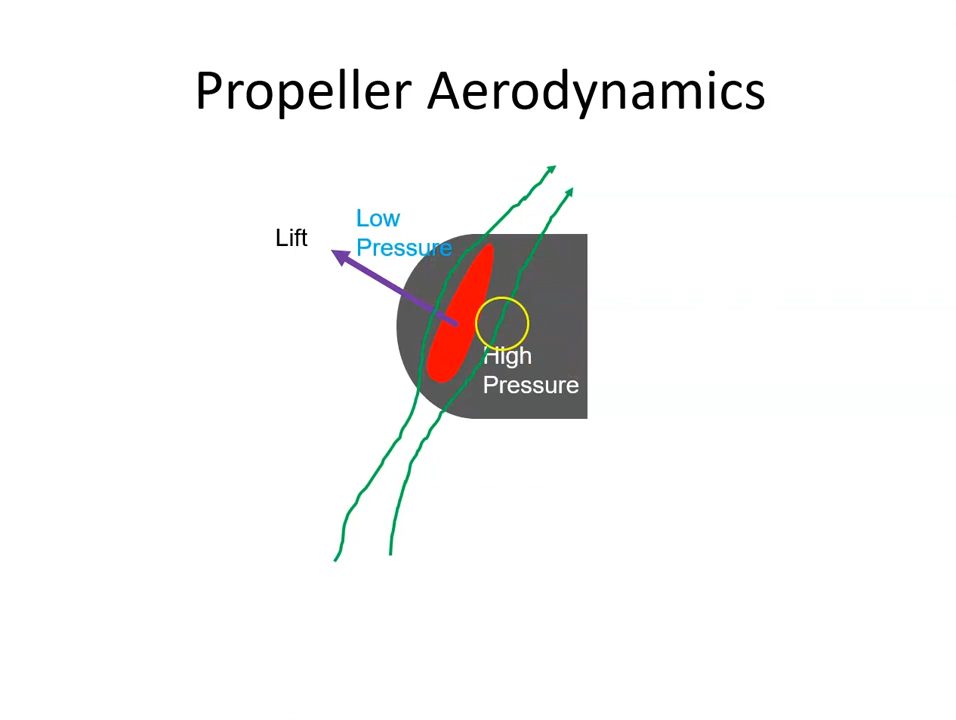 Propeller Aerodynamics
Low
Pressure
Lift
High
Pressure